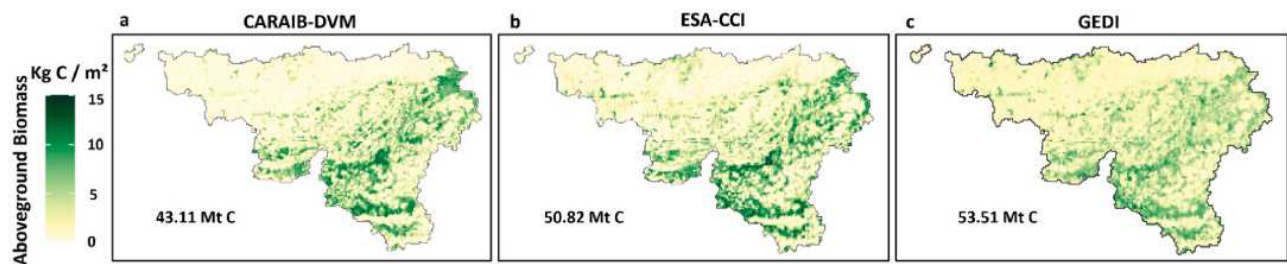 a
CARAIB-DVM
b
ESA-CCI
c
GEDI
Aboveground Biomass
Kg C / m²
15
10
5
0
43.11 Mt C
50.82 Mt C
53.51 Mt C